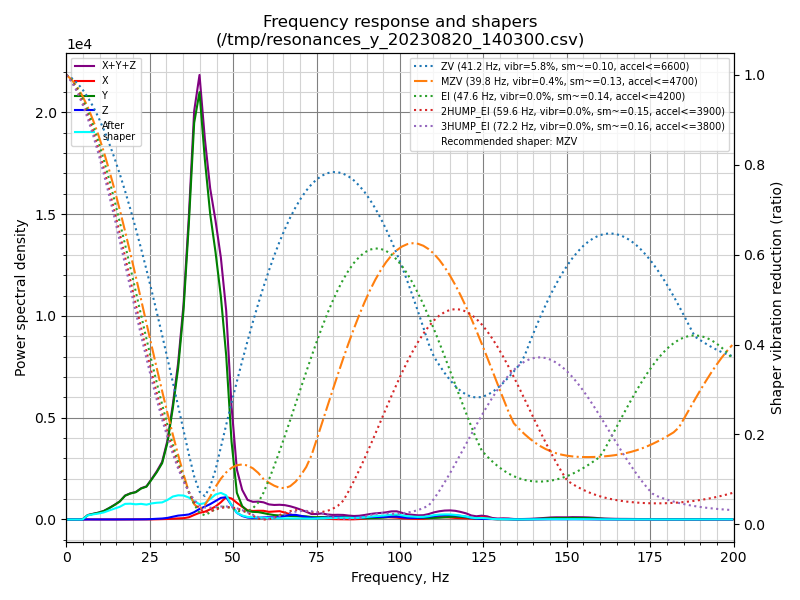 Frequency response and shapers
(/tmp/resonances_y_20230820_140300.csv)
1e4
X+Y+Z
X
Y
Z
After
shaper
ZV (41.2 Hz, vibr=5.8%, sm~=0.10, accel<=6600)
MZV (39.8 Hz, vibr=0.4%, sm~=0.13, accel<=4700)
EI (47.6 Hz, vibr=0.0%, sm~=0.14, accel<=4200)
2HUMP_EI (59.6 Hz, vibr=0.0%, sm~=0.15, accel<=3900)
3HUMP_EI (72.2 Hz, vibr=0.0%, sm~=0.16, accel<=3800)
Recommended shaper: MZV
Power spectral density
2.0
1.5
1.0
0.5
0.0
1.0
0.8
0.6
0.4
0.2
0.0
Shaper vibration reduction (ratio)
0 25 50 75 100 125 150 175 200
Frequency, Hz